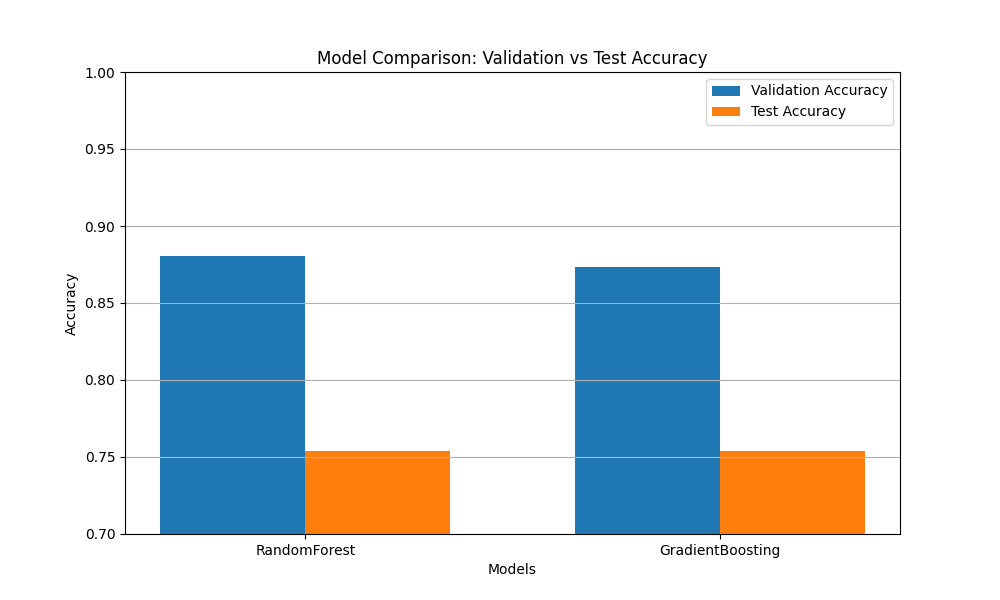 Model Comparison: Validation vs Test Accuracy
Validation Accuracy
Test Accuracy
1.00
0.95
0.90
0.85
0.80
0.75
0.70
Accuracy
RandomForest
GradientBoosting
Models